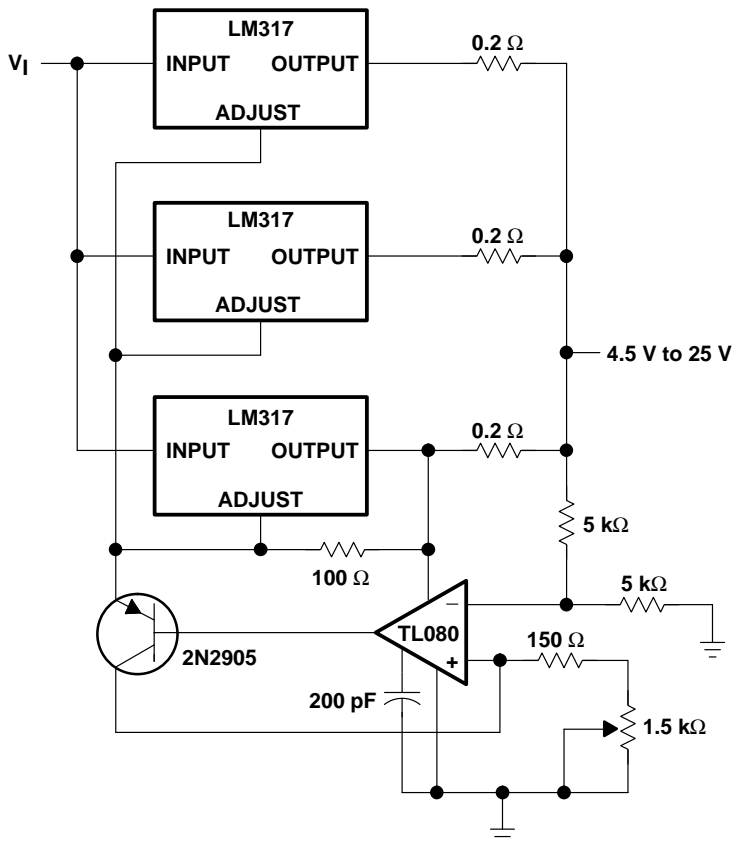 LM317
0.2 Ω
VI
INPUT OUTPUT
ADJUST
LM317
0.2 Ω
INPUT OUTPUT
ADJUST
4.5 V to 25 V
LM317
0.2 Ω
INPUT OUTPUT
ADJUST
5 kΩ
100 Ω
5 kΩ
−
TL080
150 Ω
+
2N2905
200 pF
1.5 kΩ